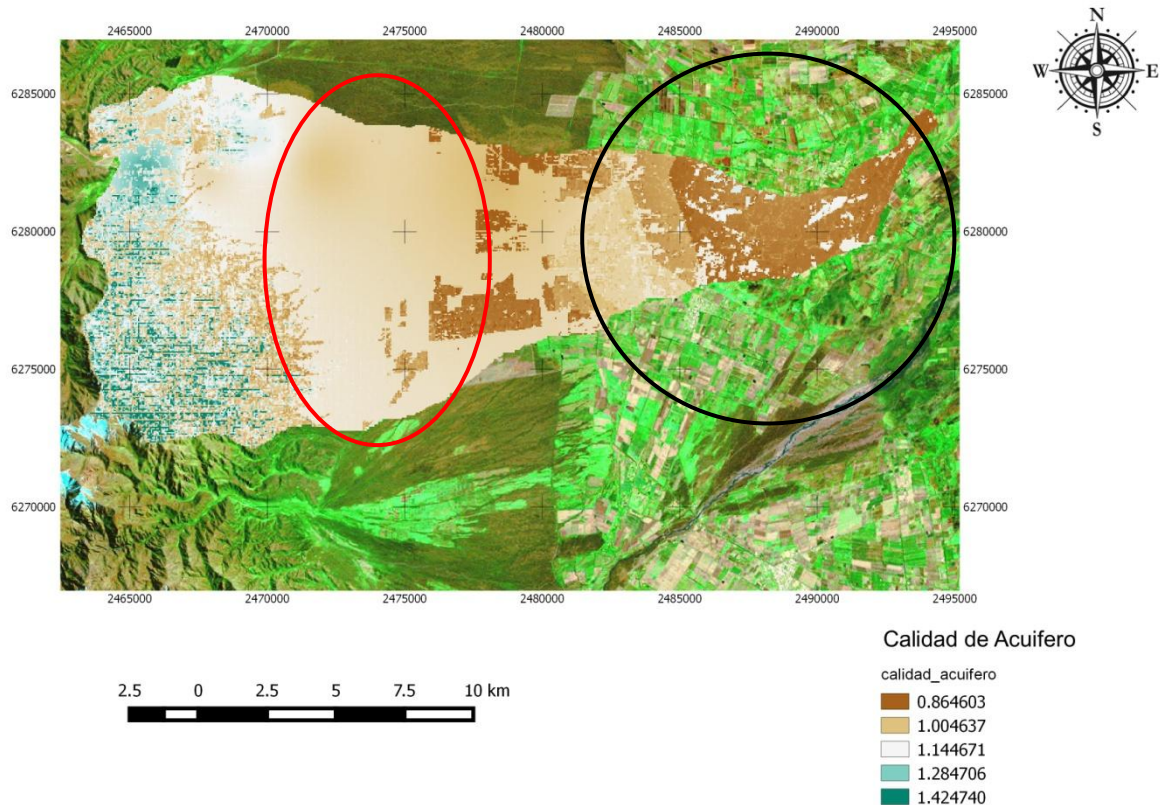 N
W E
S
2465000 2470000 2475000 2480000 2485000 2490000 2495000
6285000 6285000
6280000 6280000
6275000 6275000
6270000 6270000
2465000 2470000 2475000 2480000 2485000 2490000 2495000
Calidad de Acuifero
calidad_acuifero
2.5 0 2.5 5 7.5 10 km
0.864603
1.004637
1.144671
1.284706
1.424740